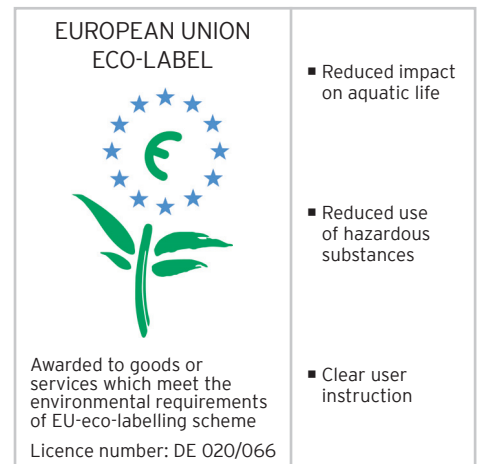 EUROPEAN UNION
ECO-LABEL
Є
Awarded to goods or
services which meet the
environmental requirements
of EU-eco-labelling scheme
Licence number: DE 020/066
▪ Reduced impact
on aquatic life
▪ Reduced use
of hazardous
substances
▪ Clear user
instruction